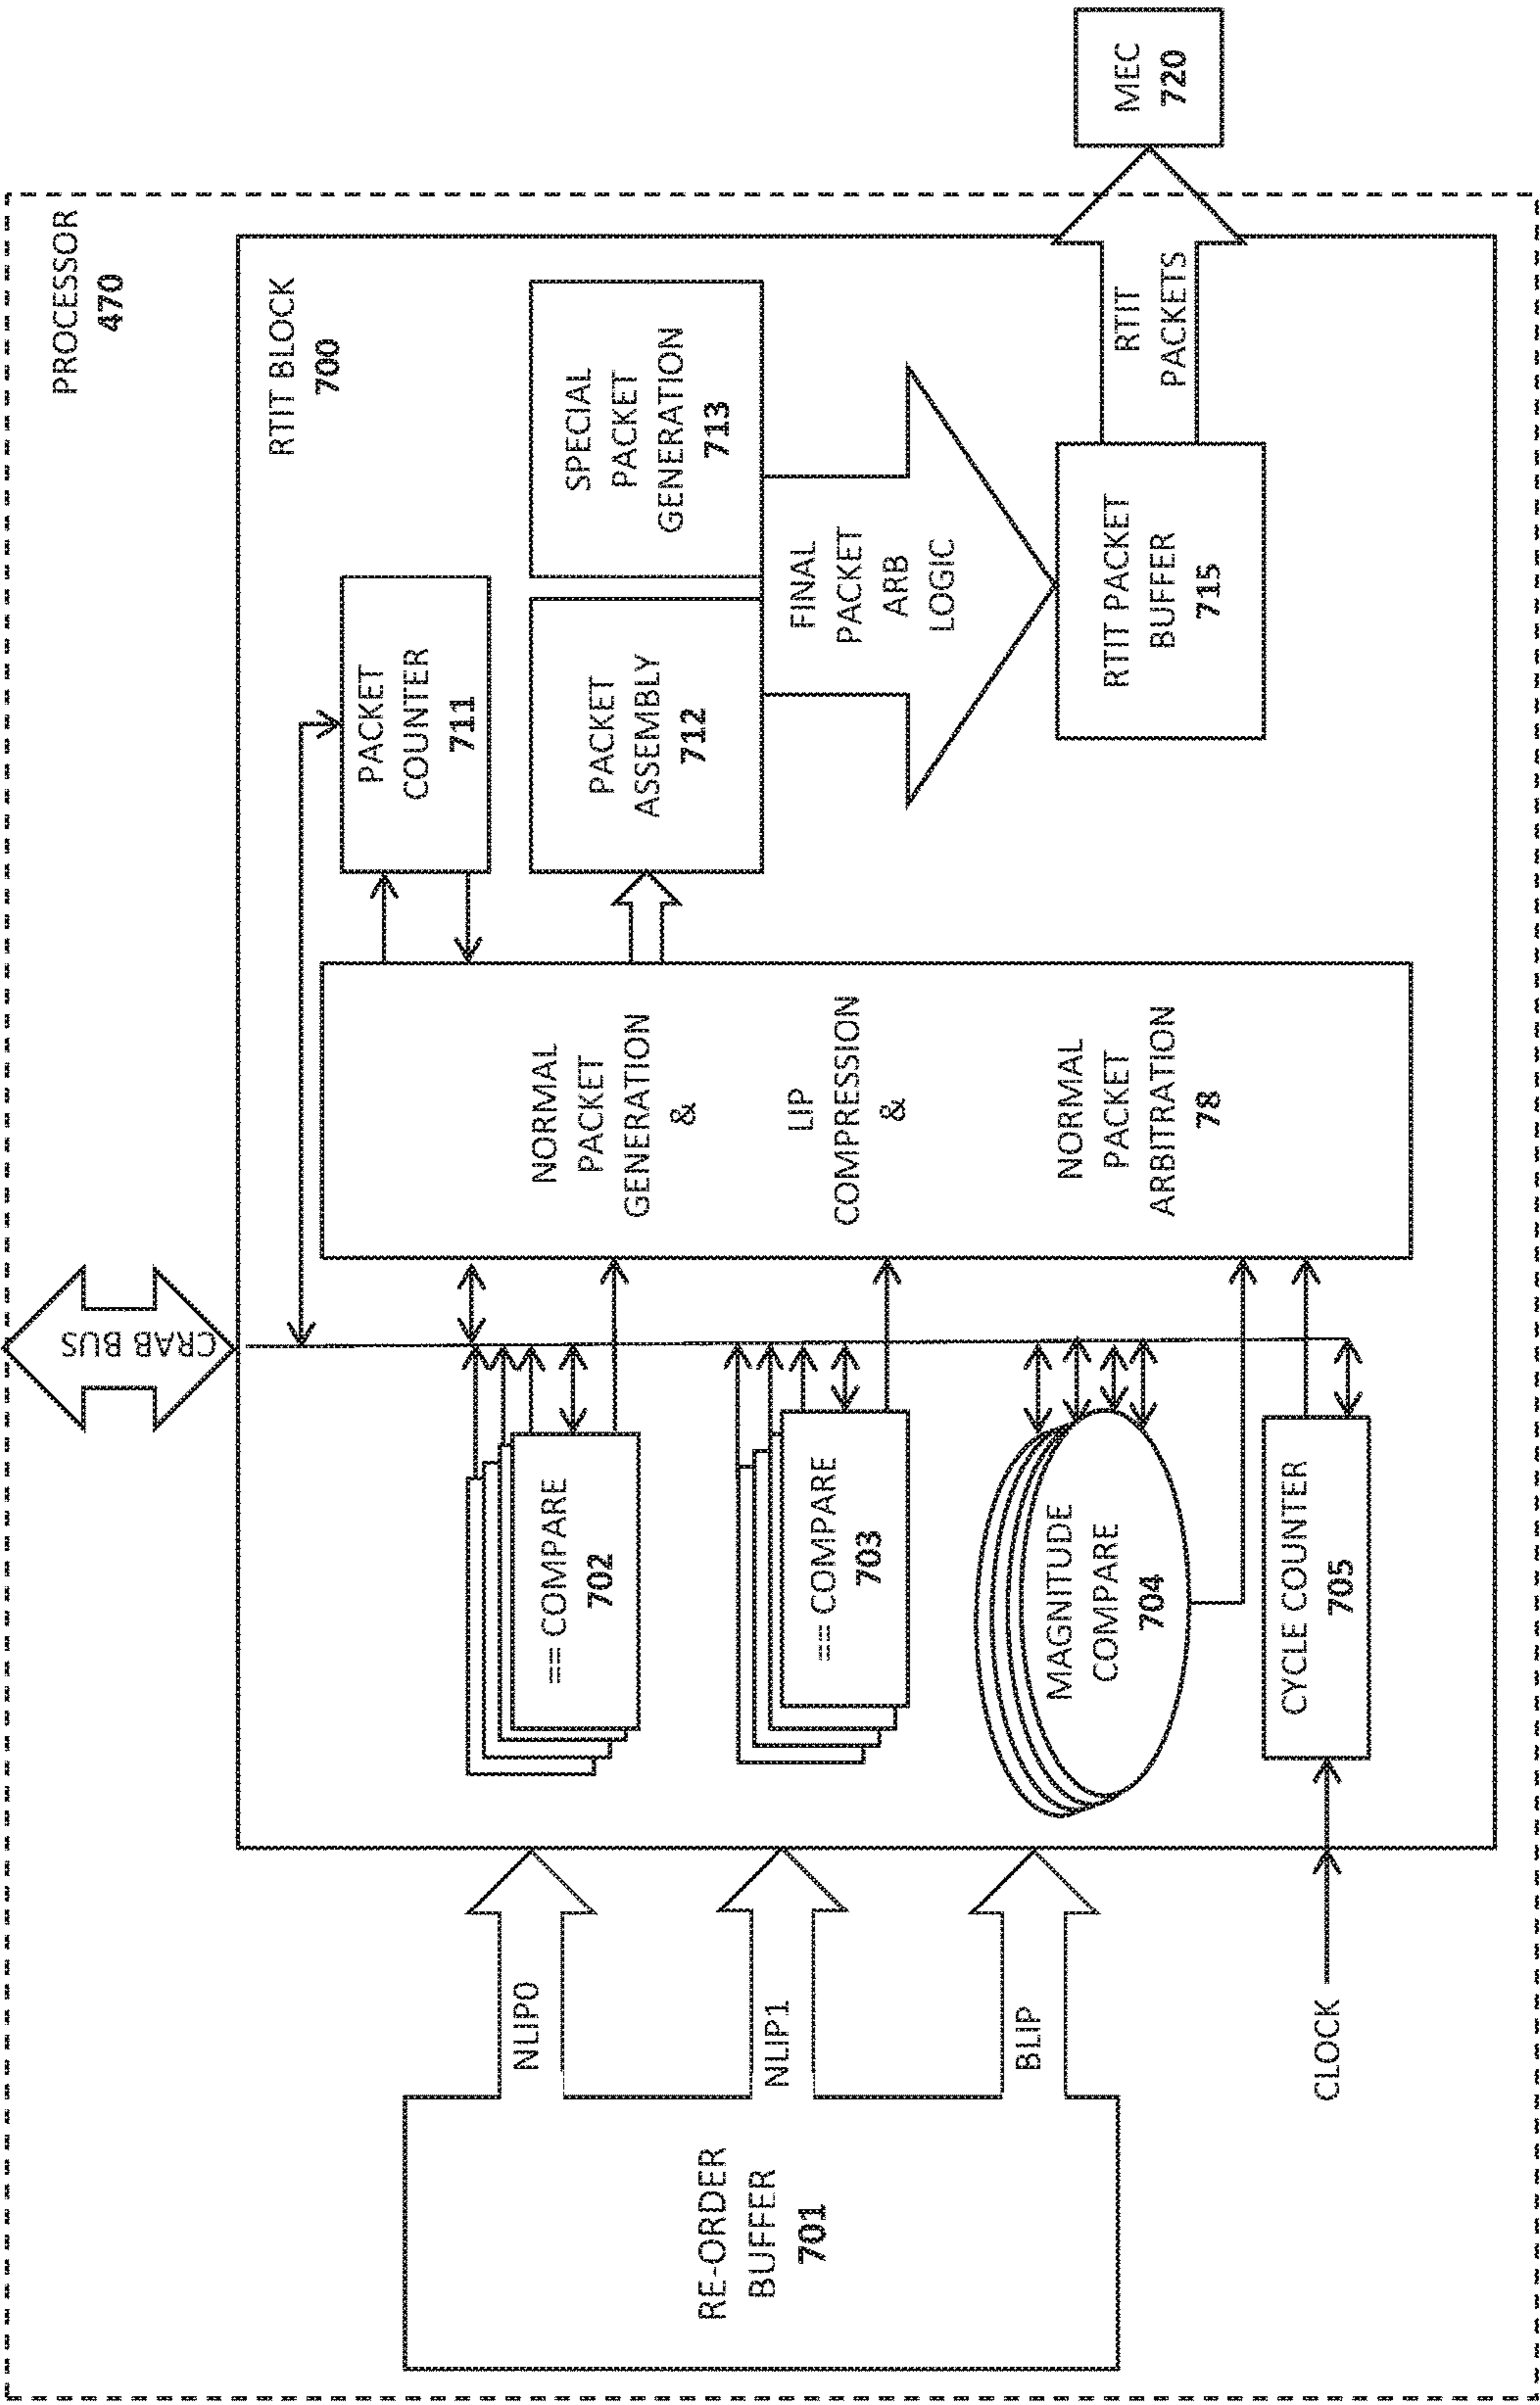 PROCESSOR
470
CRAB BUS
RTIT BLOCK
700
RE-ORDER
BUFFER
701
NLIP0
NLIP1
BLIP
CLOCK
== COMPARE
702
== COMPARE
703
MAGNITUDE
COMPARE
704
CYCLE COUNTER
705
NORMAL
PACKET
GENERATION
&
LIP
COMPRESSION
&
NORMAL
PACKET
ARBITRATION
78
PACKET
COUNTER
711
PACKET
ASSEMBLY
712
SPECIAL
PACKET
GENERATION
713
FINAL
PACKET
ARB
LOGIC
RTIT PACKET
BUFFER
715
RTIT
PACKETS
MEC
720